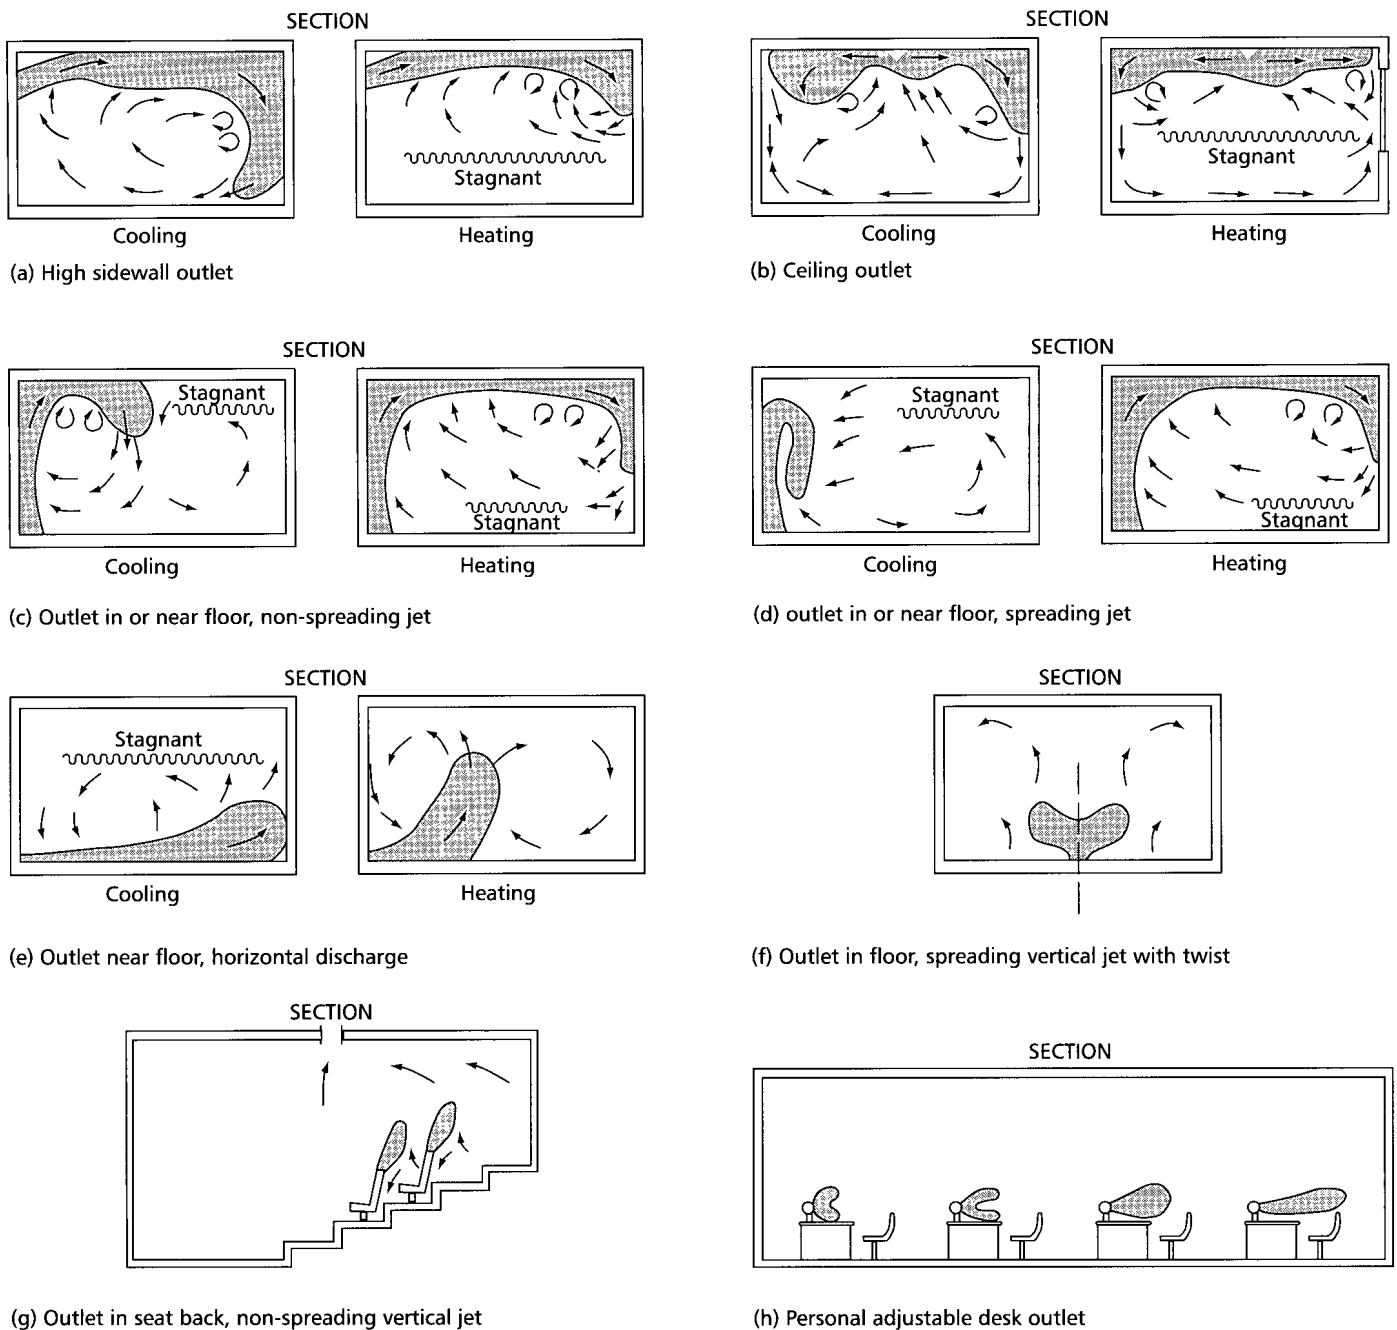 SECTION
SECTION
Stagnant
Stagnant
Cooling
Heating
Cooling
Heating
(a) High sidewall outlet
(b) Ceiling outlet
SECTION
SECTION
Stagnant
Stagnant
Stagnant
Stagnant
Cooling
Heating
Cooling
Heating
(c) Outlet in or near floor, non-spreading jet
(d) outlet in or near floor, spreading jet
SECTION
SECTION
Stagnant
Cooling
Heating
(e) Outlet near floor, horizontal discharge
(f) Outlet in floor, spreading vertical jet with twist
SECTION
SECTION
(g) Outlet in seat back, non-spreading vertical jet
(h) Personal adjustable desk outlet